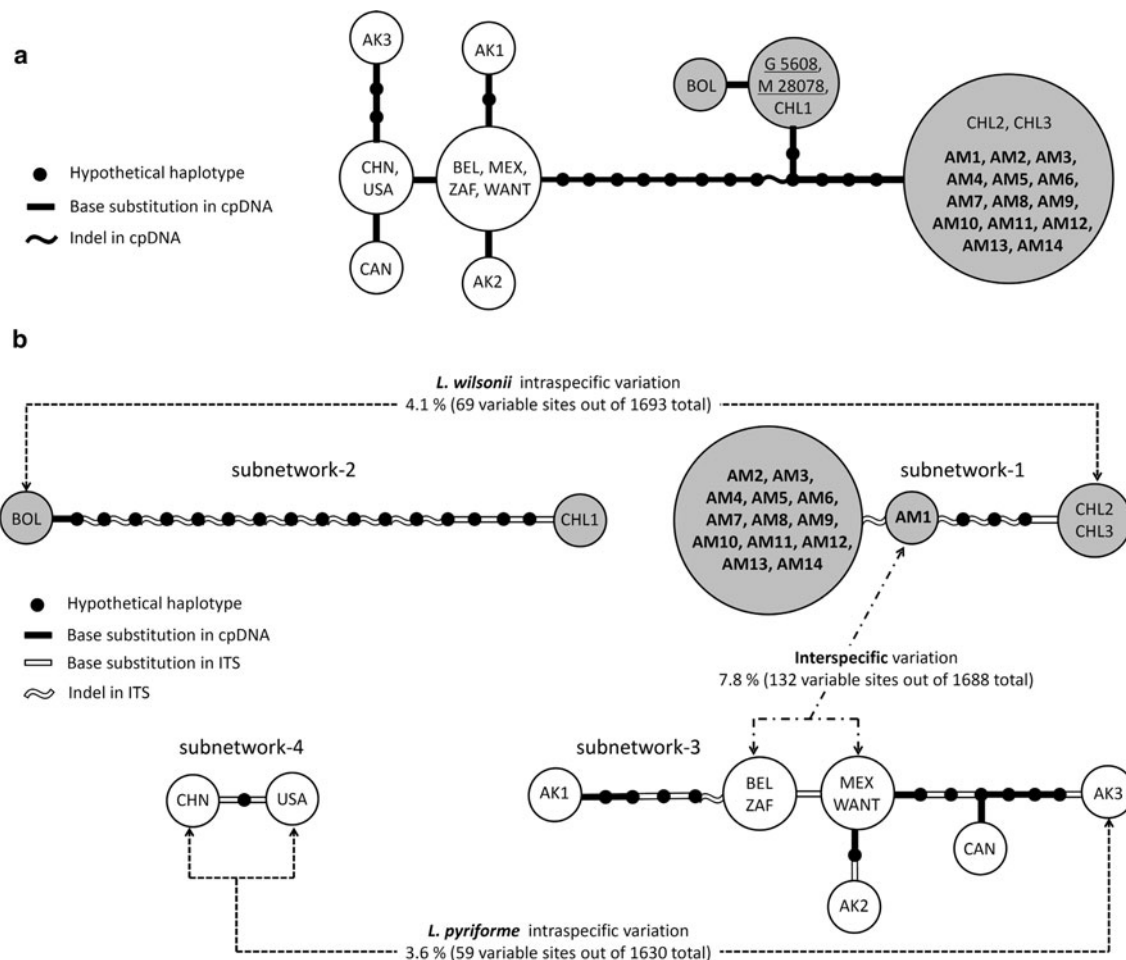 a
AK3
AK1
BOL
G 5608,
M 28078,
CHL1
CHL2, CHL3
AM1, AM2, AM3,
AM4, AM5, AM6,
AM7, AM8, AM9,
AM10, AM11, AM12,
AM13, AM14
CHN,
USA
BEL, MEX,
ZAF, WANT
CAN
AK2
Hypothetical haplotype
Base substitution in cpDNA
Indel in cpDNA
b
L. wilsonii intraspecific variation
4.1 % (69 variable sites out of 1693 total)
subnetwork-2
subnetwork-1
BOL
CHL1
AM2, AM3,
AM4, AM5, AM6,
AM7, AM8, AM9,
AM10, AM11, AM12,
AM13, AM14
AM1
CHL2
CHL3
Hypothetical haplotype
Base substitution in cpDNA
Base substitution in ITS
Indel in ITS
Interspecific variation
7.8 % (132 variable sites out of 1688 total)
subnetwork-4
subnetwork-3
CHN
USA
AK1
BEL
ZAF
MEX
WANT
AK3
CAN
AK2
L. pyriforme intraspecific variation
3.6 % (59 variable sites out of 1630 total)